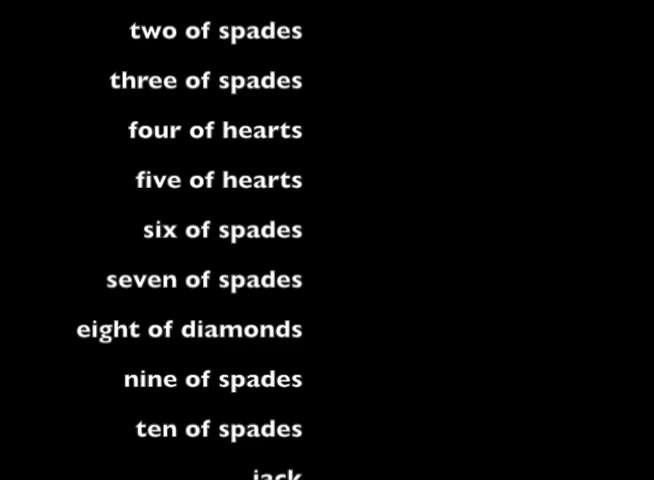 two of spades
three of spades
four of hearts
five of hearts
six of spades
seven of spades
eight of diamonds
nine of spades
ten of spades
jack